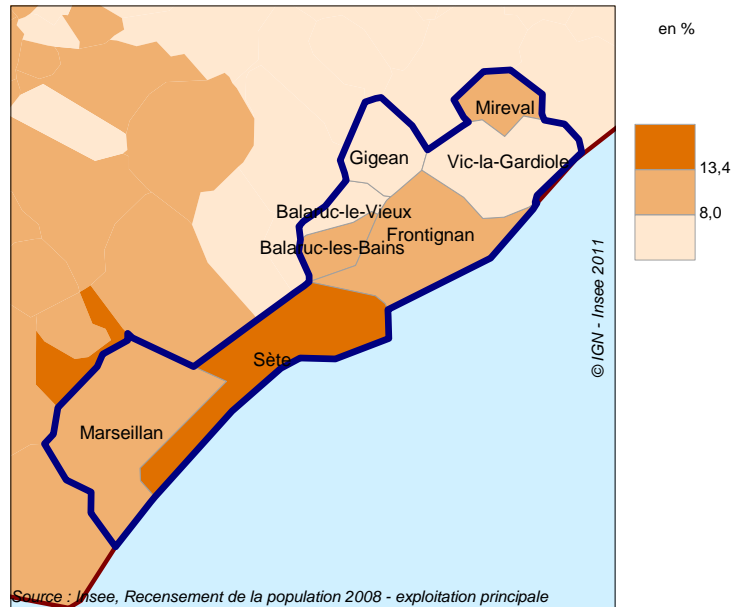 en %
13,4
8,0
Mireval
Gigean
Vic-la-Gardiole
Balaruc-le-Vieux
Frontignan
Balaruc-les-Bains
Sète
Marseillan
© IGN - Insee 2011
Source : Insee, Recensement de la population 2008 - exploitation principale